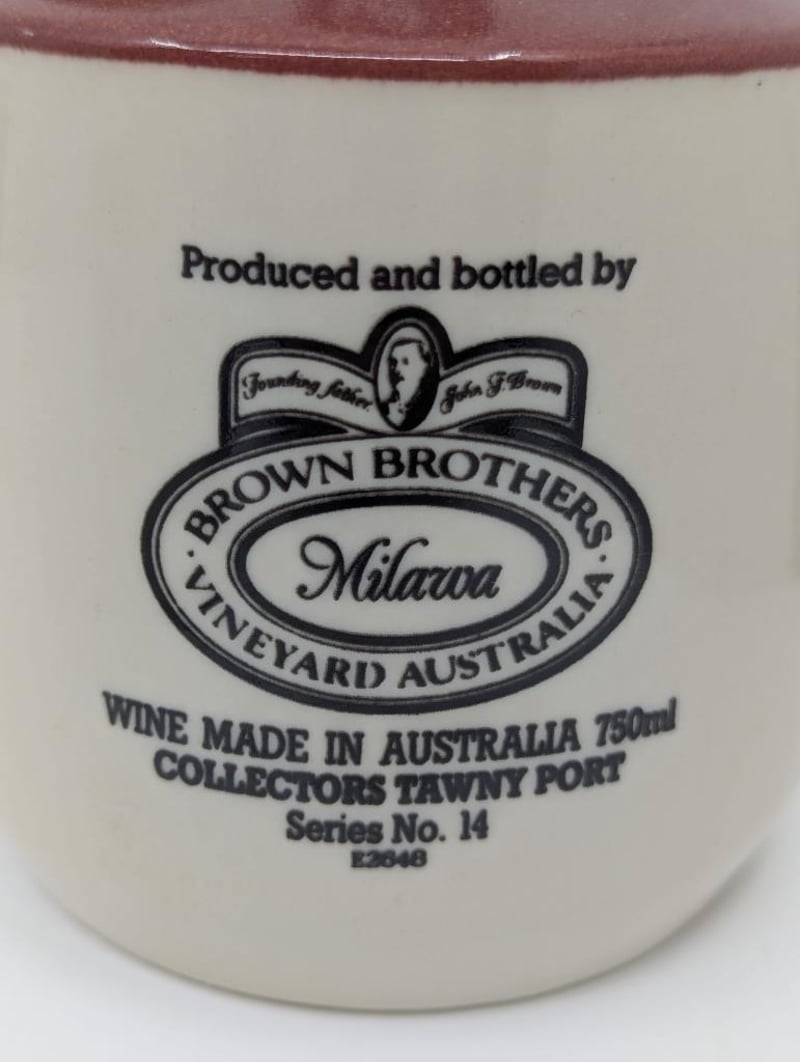 Produced and bottled by
Founding father John F. Brown
BROWN BROTHERS
Milawa
VINEYARD AUSTRALIA
WINE MADE IN AUSTRALIA 750ml
COLLECTORS TAWNY PORT
Series No. 14
E2648